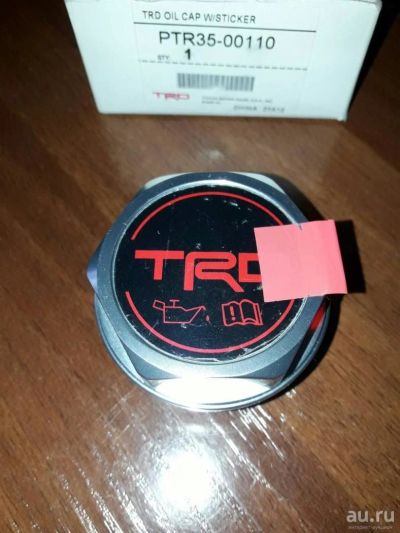 TRD OIL CAP W/STICKER
PTR35-00110
QTY: 1
TRD
TRD
au.ru